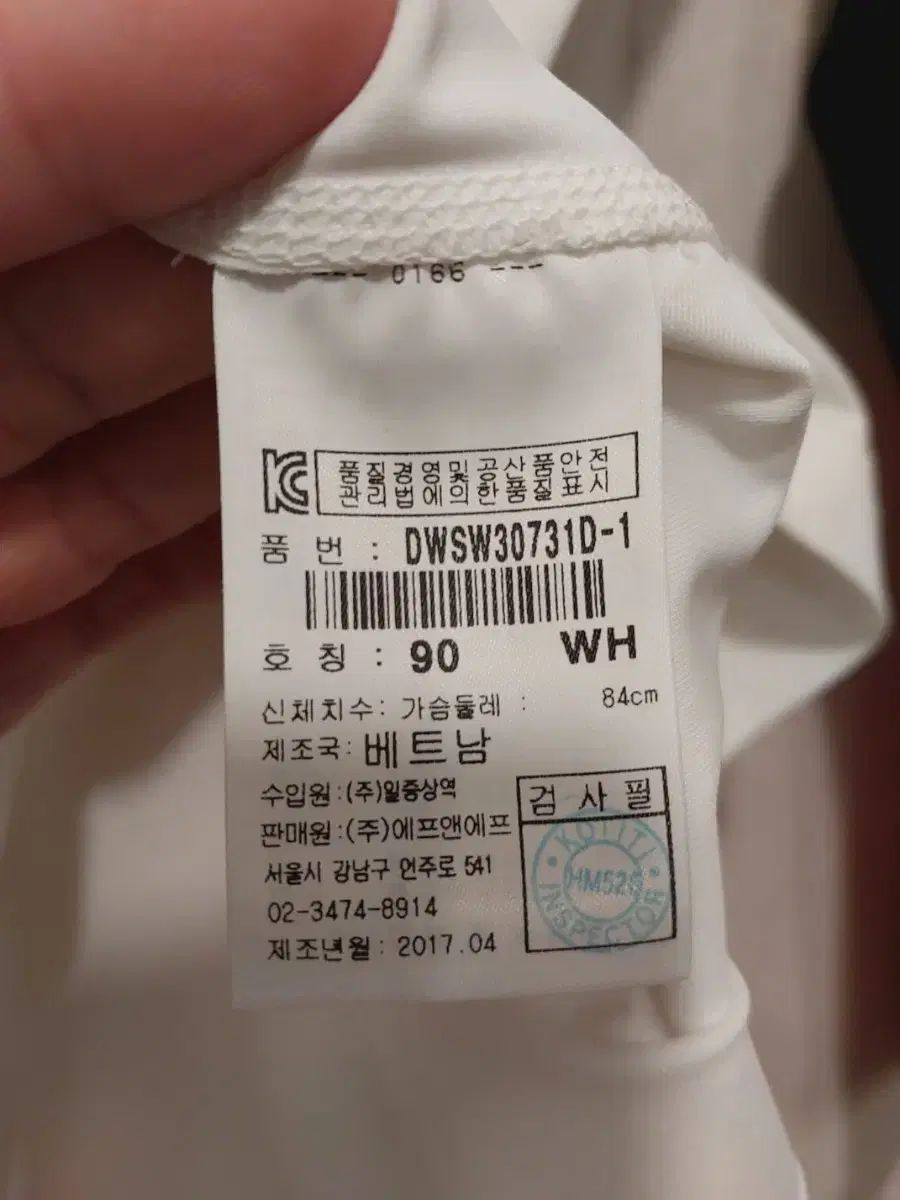 --- 0166 ---
품질경영및공산품안전
관리법에의한품질표시
품 번 : DWSW30731D-1
호 칭 : 90 WH
신체치수: 가슴둘레 : 84cm
제조국: 베트남
수입원 :(주)일중상역
판매원 :(주)에프앤에프
서울시 강남구 언주로 541
02-3474-8914
제조년월 : 2017.04
검 사 필
KOTITI
INSPECTOR